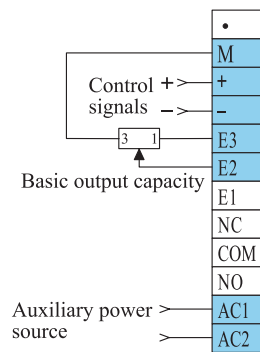 •
M
Control + +
signals − −
3 1 E3
E2
Basic output capacity
E1
NC
COM
NO
Auxiliary power AC1
source AC2